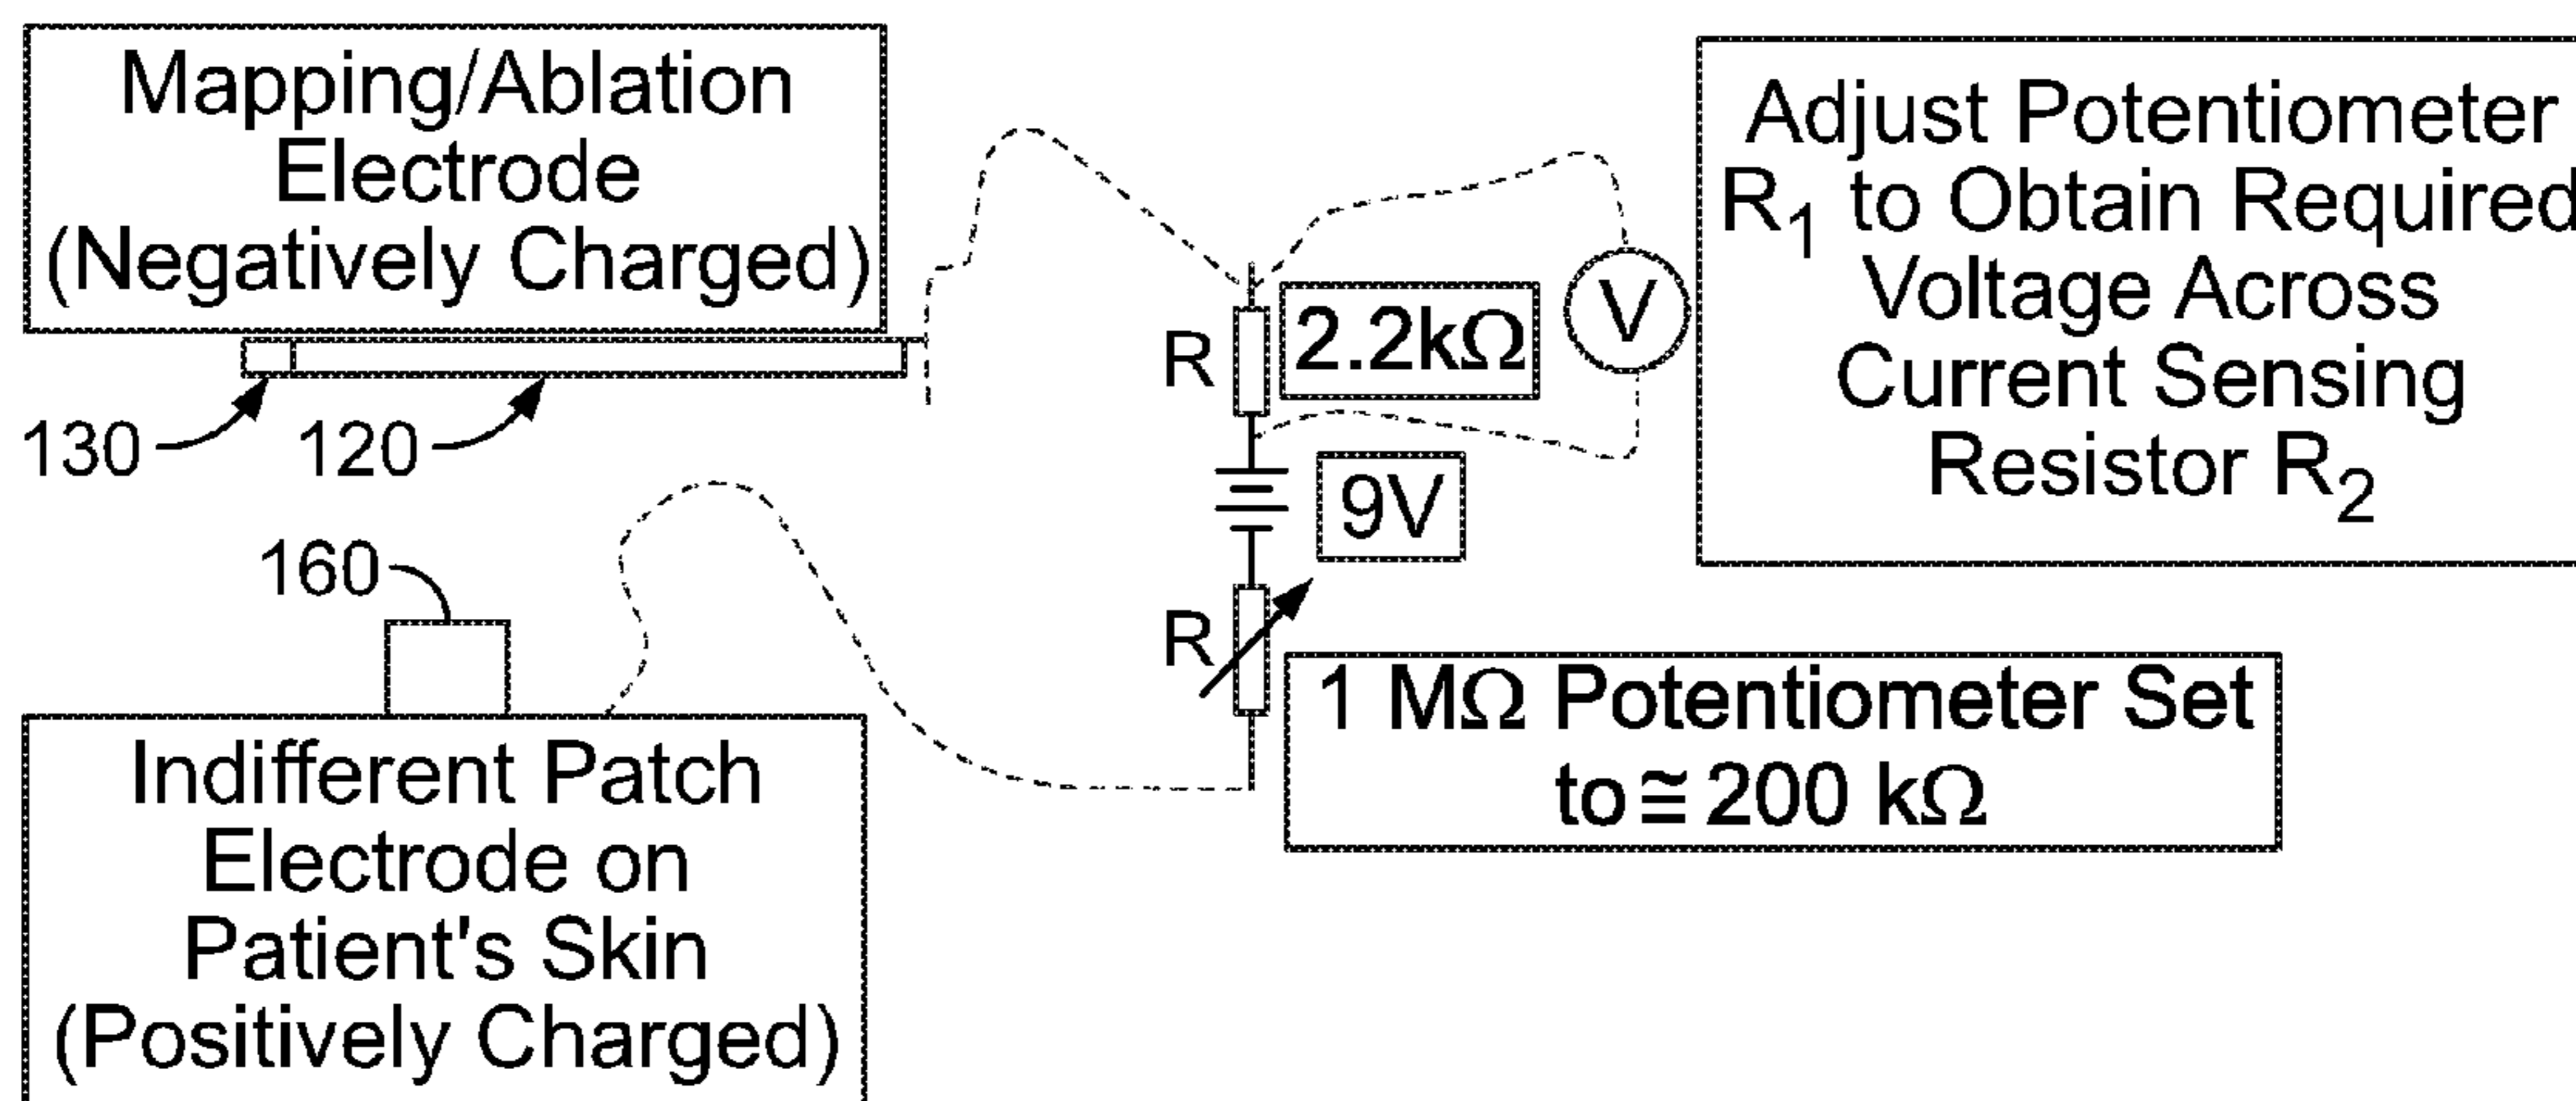 Mapping/Ablation
Electrode
(Negatively Charged)
130
120
160
Indifferent Patch
Electrode on
Patient's Skin
(Positively Charged)
R
2.2kΩ
V
9V
R
1 MΩ Potentiometer Set
to ≅ 200 kΩ
Adjust Potentiometer
R₁ to Obtain Required
Voltage Across
Current Sensing
Resistor R₂